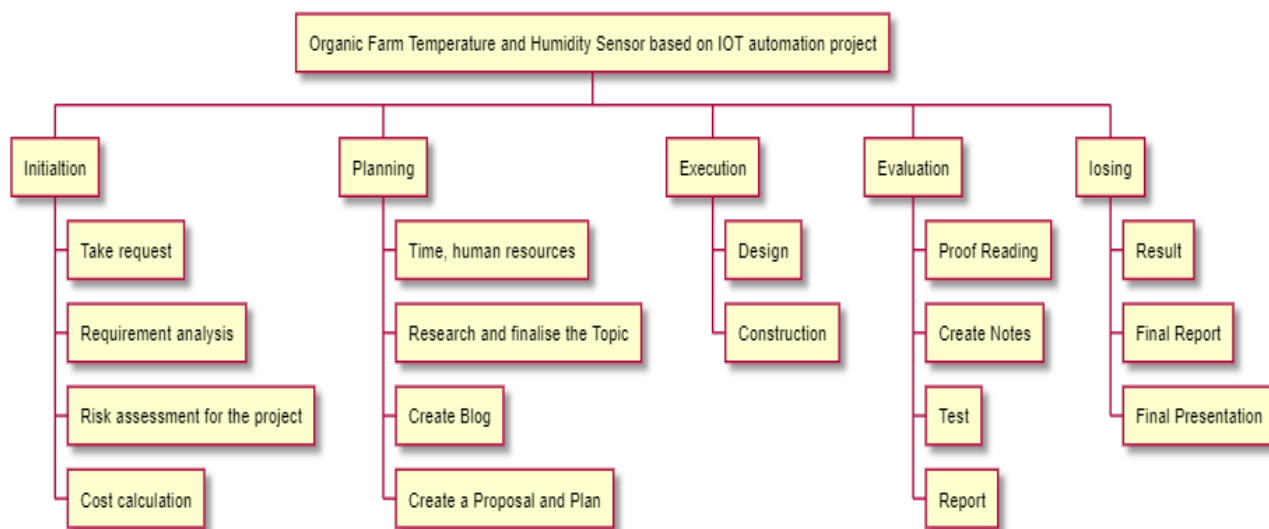 Organic Farm Temperature and Humidity Sensor based on IOT automation project
Initialtion
Take request
Requirement analysis
Risk assessment for the project
Cost calculation
Planning
Time, human resources
Research and finalise the Topic
Create Blog
Create a Proposal and Plan
Execution
Design
Construction
Evaluation
Proof Reading
Create Notes
Test
Report
losing
Result
Final Report
Final Presentation